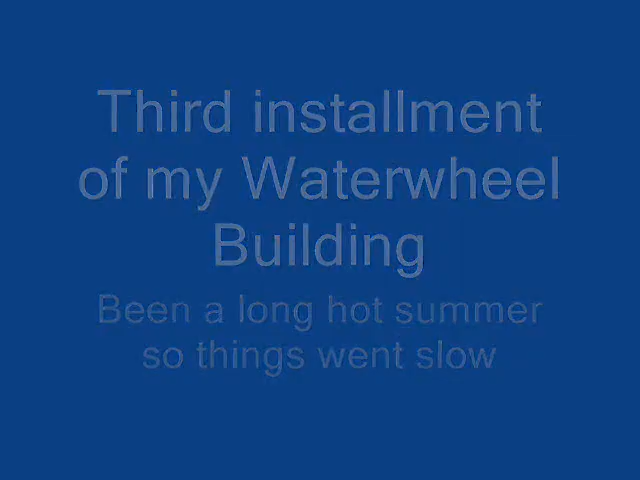 Third installment
of my Waterwheel
Building
Been a long hot summer
so things went slow